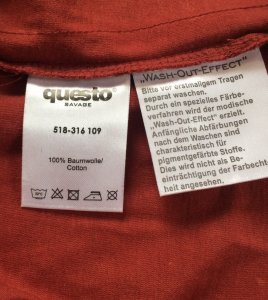 questo
SAVAGE
518-316 109
100% Baumwolle/
Cotton
„WASH-OUT-EFFECT"
Bitte vor erstmaligem Tragen
separat waschen.
Durch ein spezielles Färbe-
verfahren wird der modische
„Wash-Out-Effekt" erzielt.
Anfängliche Abfärbungen
nach dem Waschen sind
charakteristisch für
pigmentgefärbte Stoffe.
Dies wird nicht als Be-
einträchtigung der Farbecht
heit angesehen.